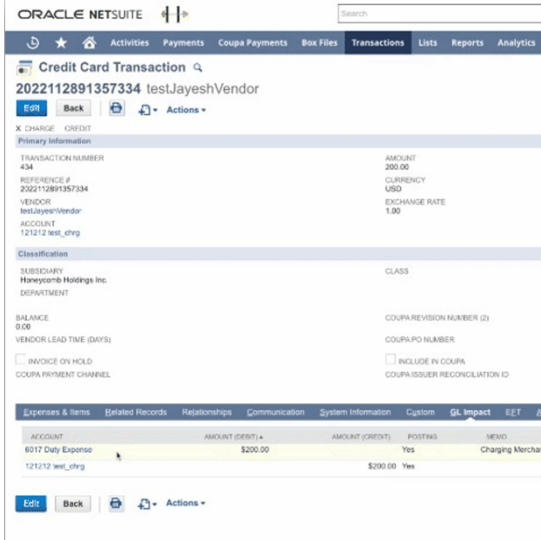 ORACLE NETSUITE
Search
Activities Payments Coupa Payments Box Files Transactions Lists Reports Analytics
Credit Card Transaction
2022112891357334 testJayeshVendor
Edit Back Actions
X CHARGE CREDIT
Primary Information
TRANSACTION NUMBER
434
REFERENCE #
2022112891357334
VENDOR
testJayeshVendor
ACCOUNT
121212 test_chrg
AMOUNT
200.00
CURRENCY
USD
EXCHANGE RATE
1.00
Classification
SUBSIDIARY
Honeycomb Holdings Inc.
DEPARTMENT
CLASS
BALANCE
0.00
VENDOR LEAD TIME (DAYS)
INVOICE ON HOLD
COUPA PAYMENT CHANNEL
COUPA REVISION NUMBER (2)
COUPA PO NUMBER
INCLUDE IN COUPA
COUPA ISSUER RECONCILIATION ID
Expenses & Items Related Records Relationships Communication System Information Custom GL Impact EFT
ACCOUNT AMOUNT (DEBIT) AMOUNT (CREDIT) POSTING MEMO
6017 Duty Expense $200.00 Yes Charging Mercha
121212 test_chrg $200.00 Yes
Edit Back Actions